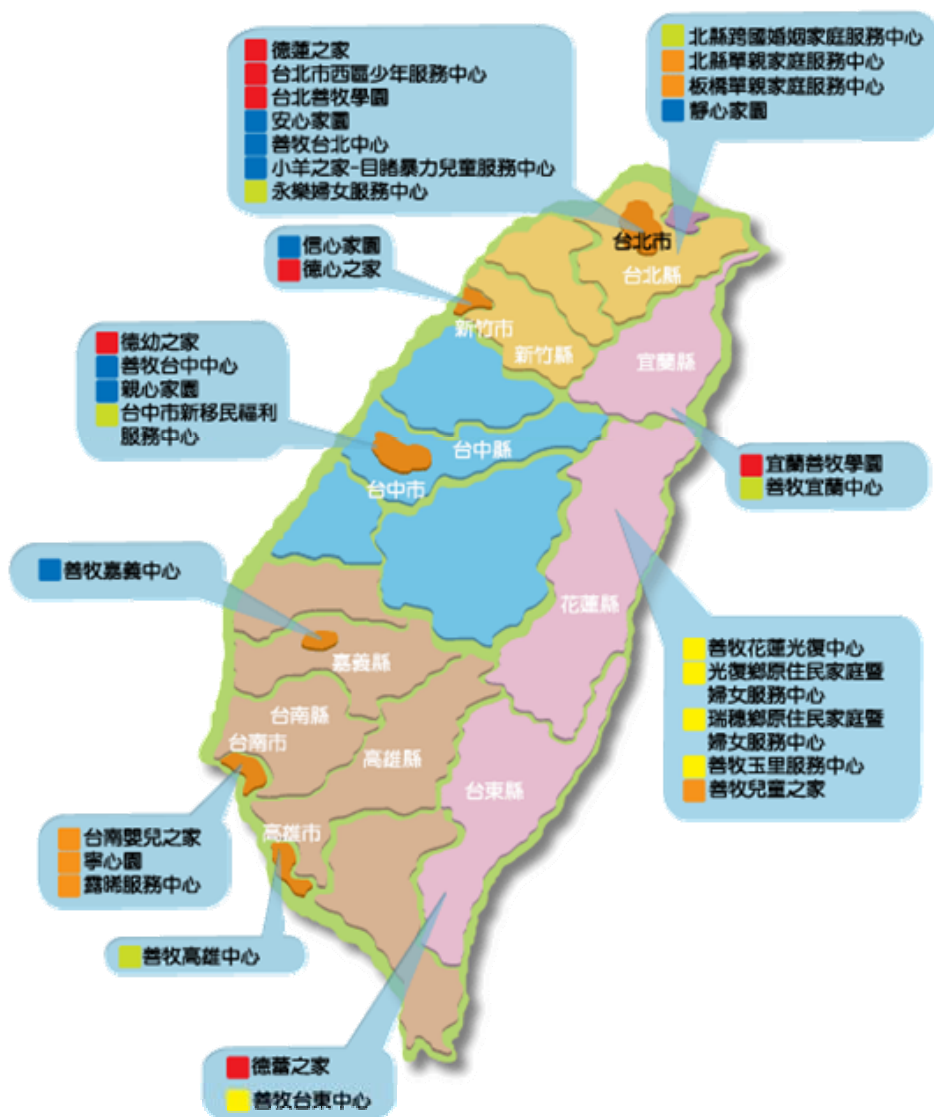 德蓮之家
台北市西區少年服務中心
台北善牧學園
安心家園
善牧台北中心
小羊之家-目睹暴力兒童服務中心
永樂婦女服務中心
北縣跨國婚姻家庭服務中心
北縣單親家庭服務中心
板橋單親家庭服務中心
靜心家園
信心家園
德心之家
台北市
台北縣
新竹市
新竹縣
宜蘭縣
德幼之家
善牧台中中心
親心家園
台中市新移民福利
服務中心
台中縣
台中市
宜蘭善牧學園
善牧宜蘭中心
善牧嘉義中心
花蓮縣
嘉義縣
善牧花蓮光復中心
光復鄉原住民家庭暨
婦女服務中心
瑞穗鄉原住民家庭暨
婦女服務中心
善牧玉里服務中心
善牧兒童之家
台南縣
台南市
高雄縣
台東縣
高雄市
台南嬰兒之家
寧心園
露晞服務中心
善牧高雄中心
德蕾之家
善牧台東中心